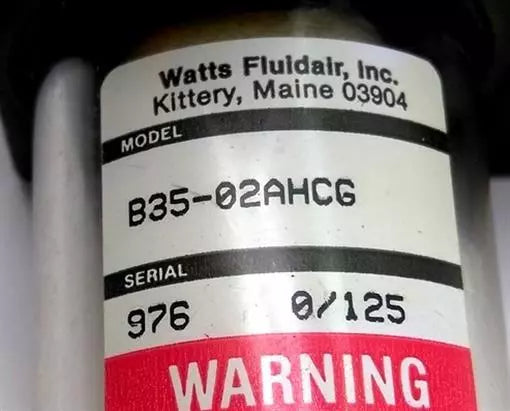 Watts Fluidair, Inc.
Kittery, Maine 03904
MODEL
B35-02AHCG
SERIAL
976 0/125
WARNING